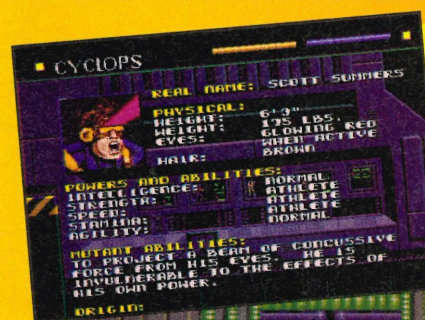 CYCLOPS
REAL NAME: SCOTT SUMMERS
PHYSICAL:
HEIGHT: 6'3"
WEIGHT: 175 LBS.
EYES: GLOWING RED
WHEN ACTIVE
HAIR: BROWN
POWERS AND ABILITIES:
INTELLIGENCE: NORMAL
STRENGTH: ATHLETE
SPEED: ATHLETE
STAMINA: ATHLETE
AGILITY: NORMAL
MUTANT ABILITIES:
TO PROJECT A BEAM OF CONCUSSIVE
FORCE FROM HIS EYES. HE IS
INVULNERABLE TO THE EFFECTS OF
HIS OWN POWER.
ORIGIN: